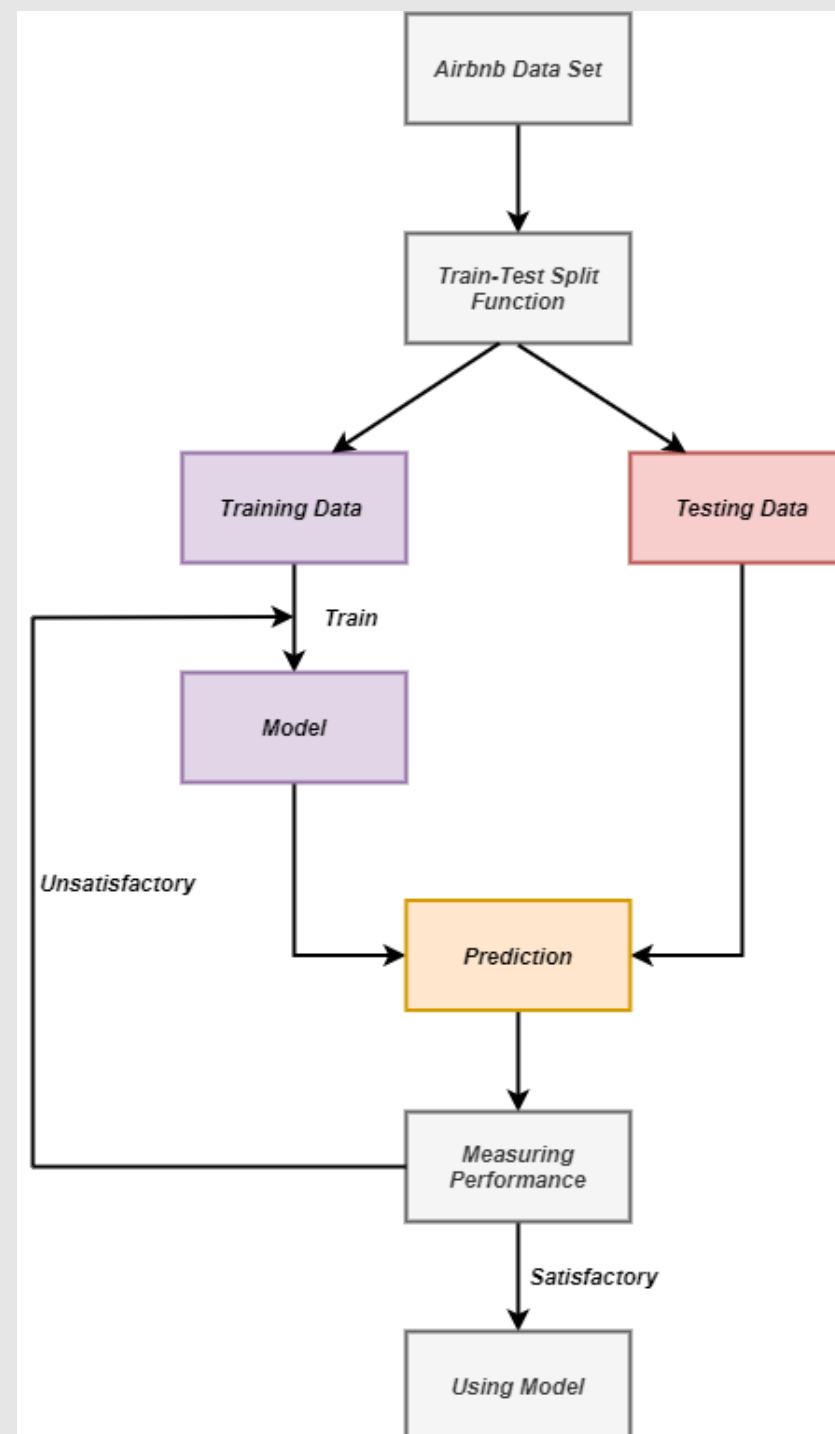 Airbnb Data Set
Train-Test Split
Function
Training Data
Testing Data
Train
Model
Unsatisfactory
Prediction
Measuring
Performance
Satisfactory
Using Model